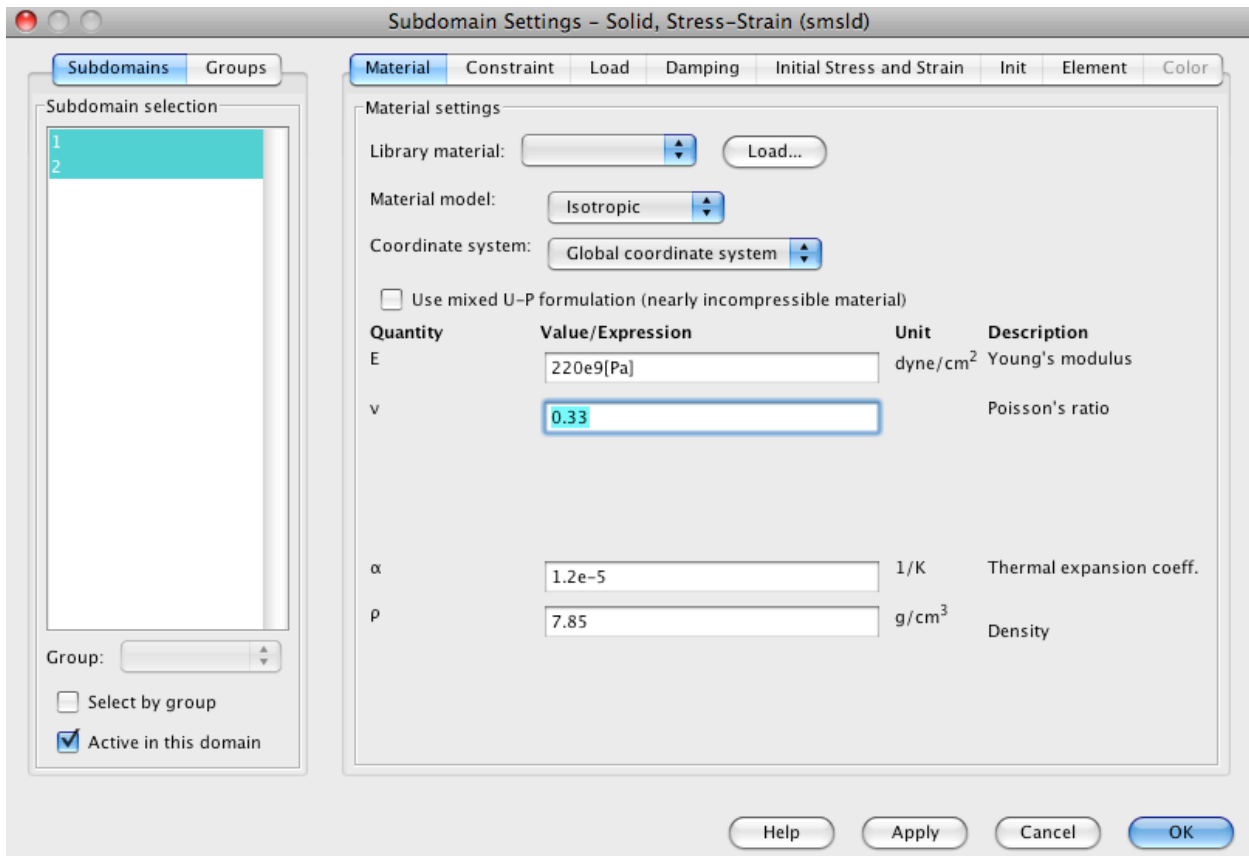 Subdomain Settings – Solid, Stress-Strain (smsld)
Subdomains Groups
Material Constraint Load Damping Initial Stress and Strain Init Element Color
Subdomain selection
1
2
Group:
Select by group
Active in this domain
Material settings
Library material: Load...
Material model: Isotropic
Coordinate system: Global coordinate system
Use mixed U-P formulation (nearly incompressible material)
Quantity Value/Expression Unit Description
E 220e9[Pa] dyne/cm² Young's modulus
ν 0.33 Poisson's ratio
α 1.2e-5 1/K Thermal expansion coeff.
ρ 7.85 g/cm³ Density
Help Apply Cancel OK